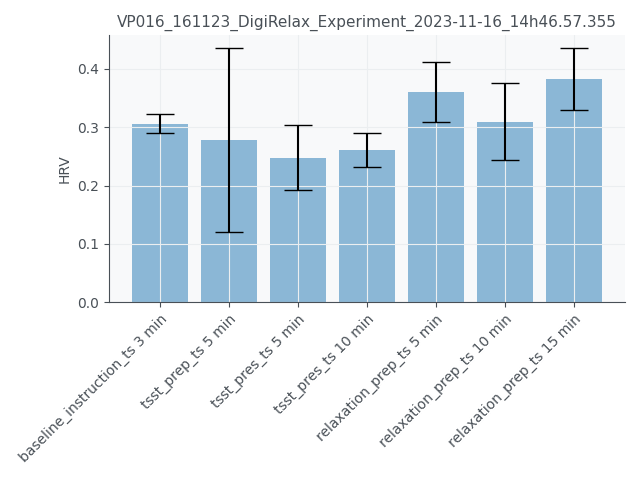 VP016_161123_DigiRelax_Experiment_2023-11-16_14h46.57.355
HRV
0.4
0.3
0.2
0.1
0.0
baseline_instruction_ts 3 min
tsst_prep_ts 5 min
tsst_pres_ts 5 min
tsst_pres_ts 10 min
relaxation_prep_ts 5 min
relaxation_prep_ts 10 min
relaxation_prep_ts 15 min